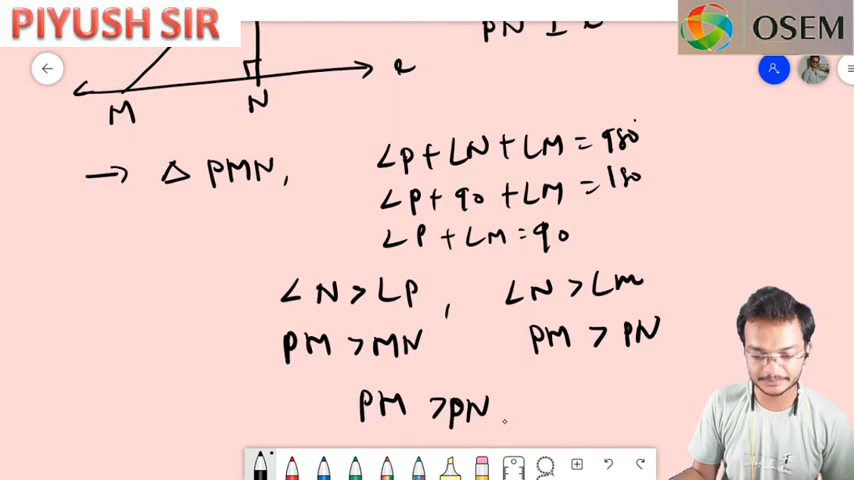 PIYUSH SIR
OSEM
PN ⊥
M
N
→ △ PMN,
∠P + ∠N + ∠M = 180°
∠P + 90 + ∠M = 180
∠P + ∠M = 90
∠N > ∠P , ∠N > ∠M
PM > MN PM > PN
PM > PN